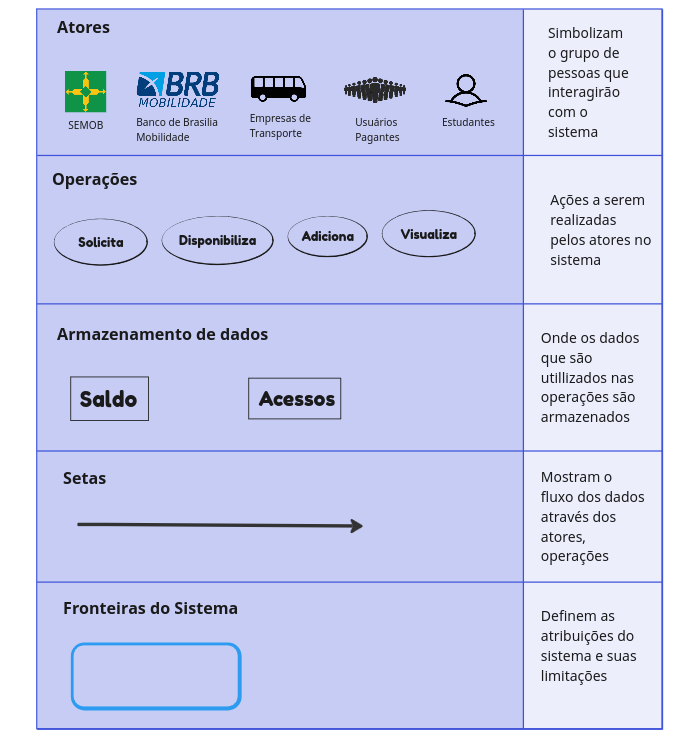 Atores
BRB
MOBILIDADE
SEMOB
Banco de Brasilia
Mobilidade
Empresas de
Transporte
Usuários
Pagantes
Estudantes
Simbolizam
o grupo de
pessoas que
interagirão
com o
sistema
Operações
Solicita
Disponibiliza
Adiciona
Visualiza
Ações a serem
realizadas
pelos atores no
sistema
Armazenamento de dados
Saldo
Acessos
Onde os dados
que são
utillizados nas
operações são
armazenados
Setas
Mostram o
fluxo dos dados
através dos
atores,
operações
Fronteiras do Sistema
Definem as
atribuições do
sistema e suas
limitações